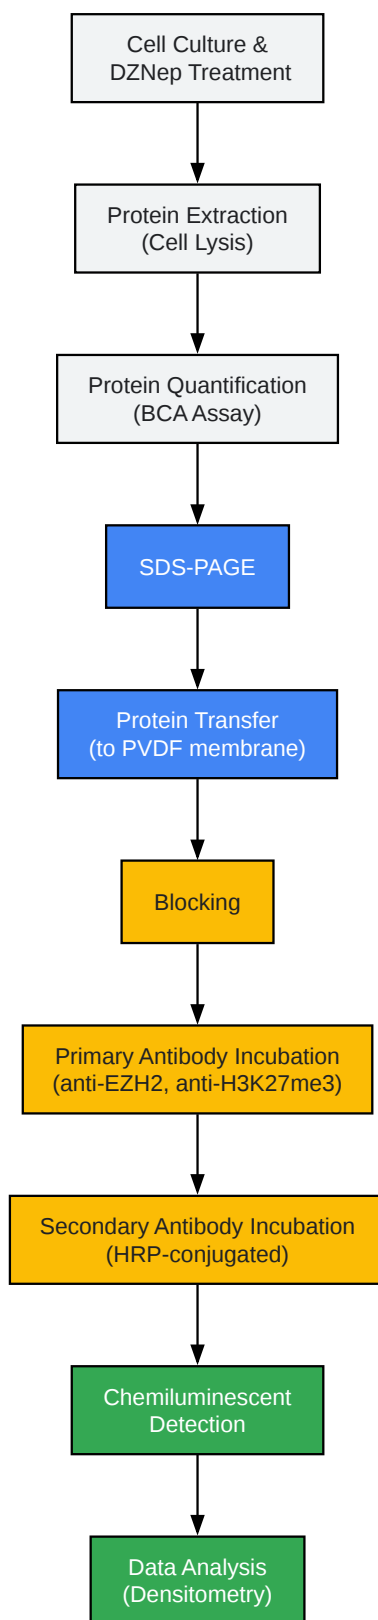 Cell Culture &
DZNep Treatment
Protein Extraction
(Cell Lysis)
Protein Quantification
(BCA Assay)
SDS-PAGE
Protein Transfer
(to PVDF membrane)
Blocking
Primary Antibody Incubation
(anti-EZH2, anti-H3K27me3)
Secondary Antibody Incubation
(HRP-conjugated)
Chemiluminescent
Detection
Data Analysis
(Densitometry)